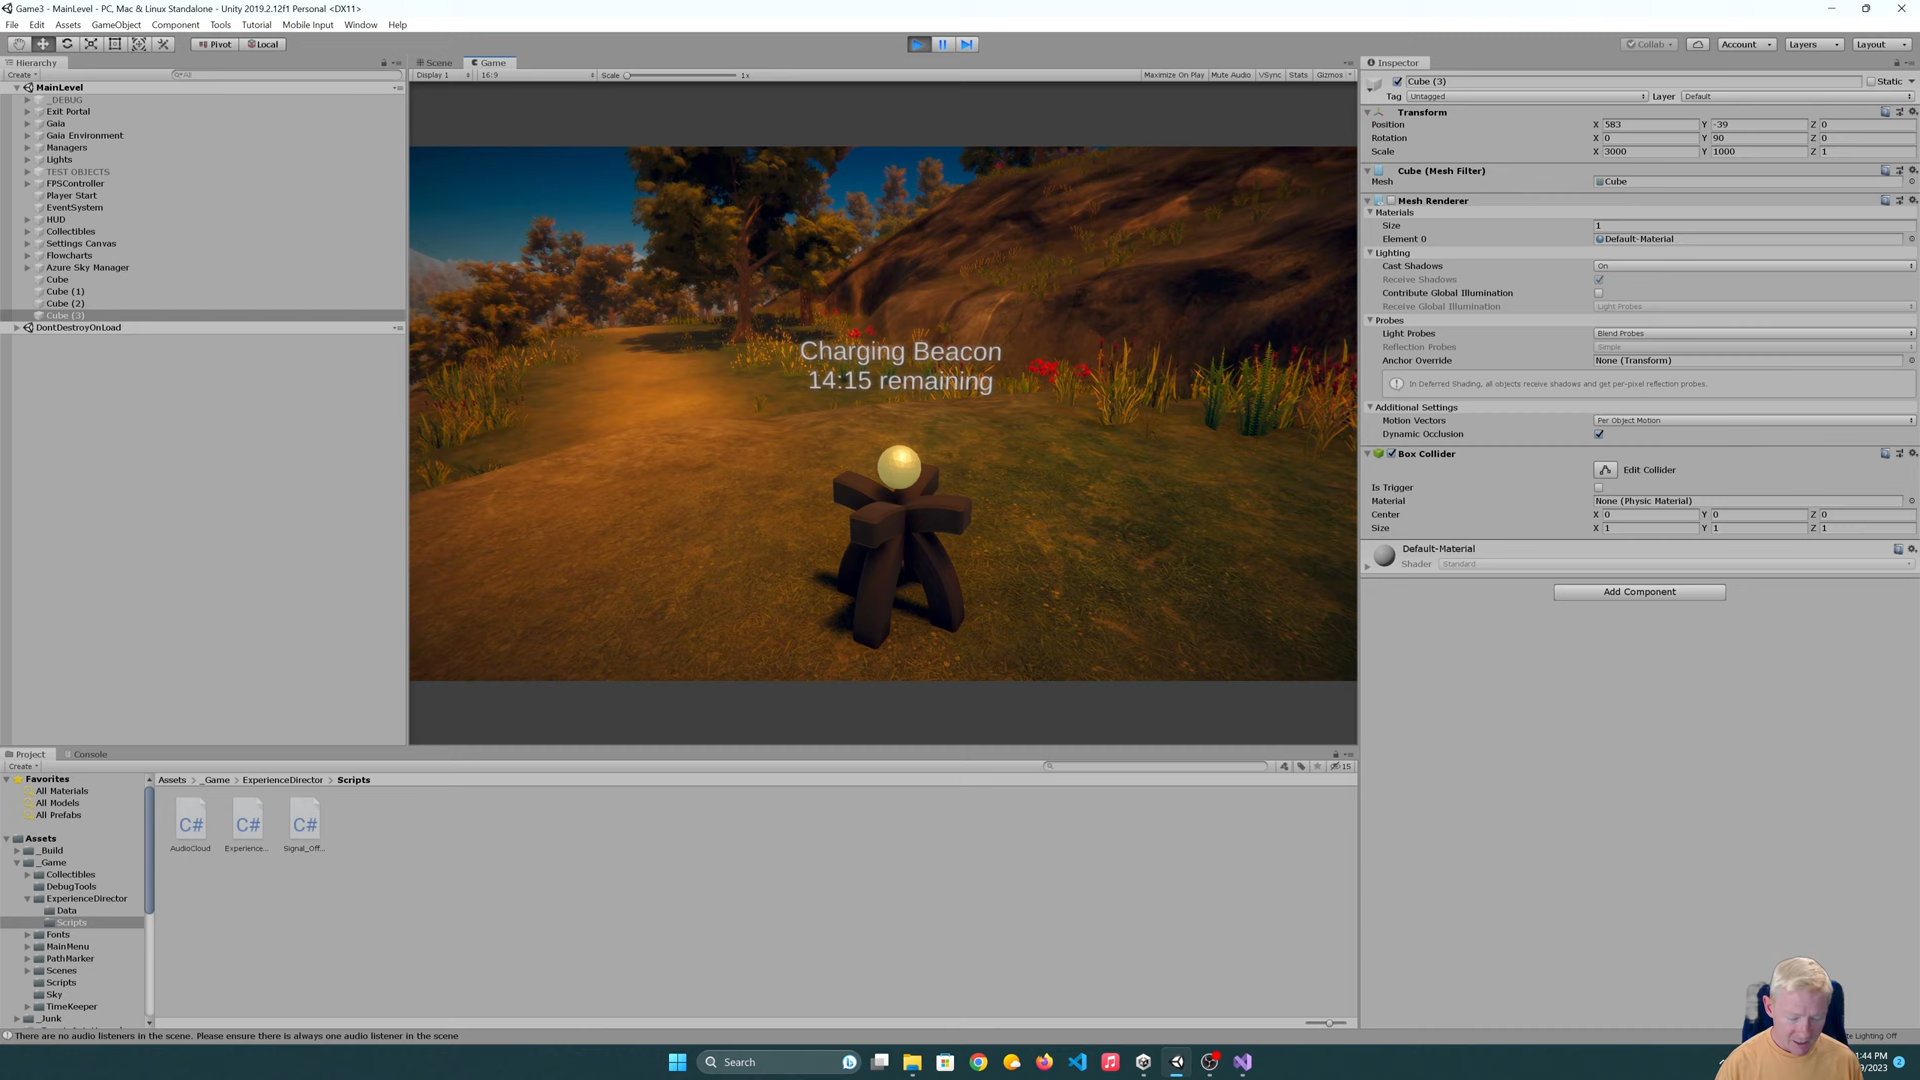 Game3 - MainLevel - PC, Mac & Linux Standalone - Unity 2019.2.12f1 Personal <DX11>
File Edit Assets GameObject Component Tools Tutorial Mobile Input Window Help
Pivot Local Collab Account Layers Layout
Hierarchy
Create All
MainLevel
_DEBUG
Exit Portal
Gaia
Gaia Environment
Managers
Lights
TEST OBJECTS
FPSController
Player Start
EventSystem
HUD
Collectibles
Settings Canvas
Flowcharts
Azure Sky Manager
Cube
Cube (1)
Cube (2)
Cube (3)
DontDestroyOnLoad
Scene Game
Display 1 16:9 Scale 1x Maximize On Play Mute Audio VSync Stats Gizmos
Charging Beacon
14:15 remaining
Inspector
Cube (3) Static
Tag Untagged Layer Default
Transform
Position X 583 Y -39 Z 0
Rotation X 0 Y 90 Z 0
Scale X 3000 Y 1000 Z 1
Cube (Mesh Filter)
Mesh Cube
Mesh Renderer
Materials
Size 1
Element 0 Default-Material
Lighting
Cast Shadows On
Receive Shadows
Contribute Global Illumination
Receive Global Illumination Light Probes
Probes
Light Probes Blend Probes
Reflection Probes Simple
Anchor Override None (Transform)
In Deferred Shading, all objects receive shadows and get per-pixel reflection probes.
Additional Settings
Motion Vectors Per Object Motion
Dynamic Occlusion
Box Collider
Edit Collider
Is Trigger
Material None (Physic Material)
Center X 0 Y 0 Z 0
Size X 1 Y 1 Z 1
Default-Material
Shader Standard
Add Component
Project Console
Create 15
Favorites
All Materials
All Models
All Prefabs
Assets
_Build
_Game
Collectibles
DebugTools
ExperienceDirector
Data
Scripts
Fonts
MainMenu
PathMarker
Scenes
Scripts
Sky
TimeKeeper
_Junk
Assets > _Game > ExperienceDirector > Scripts
C# C# C#
AudioCloud Experience... Signal_Off...
There are no audio listeners in the scene. Please ensure there is always one audio listener in the scene
Lighting Off
Search
:44 PM
/2023
2